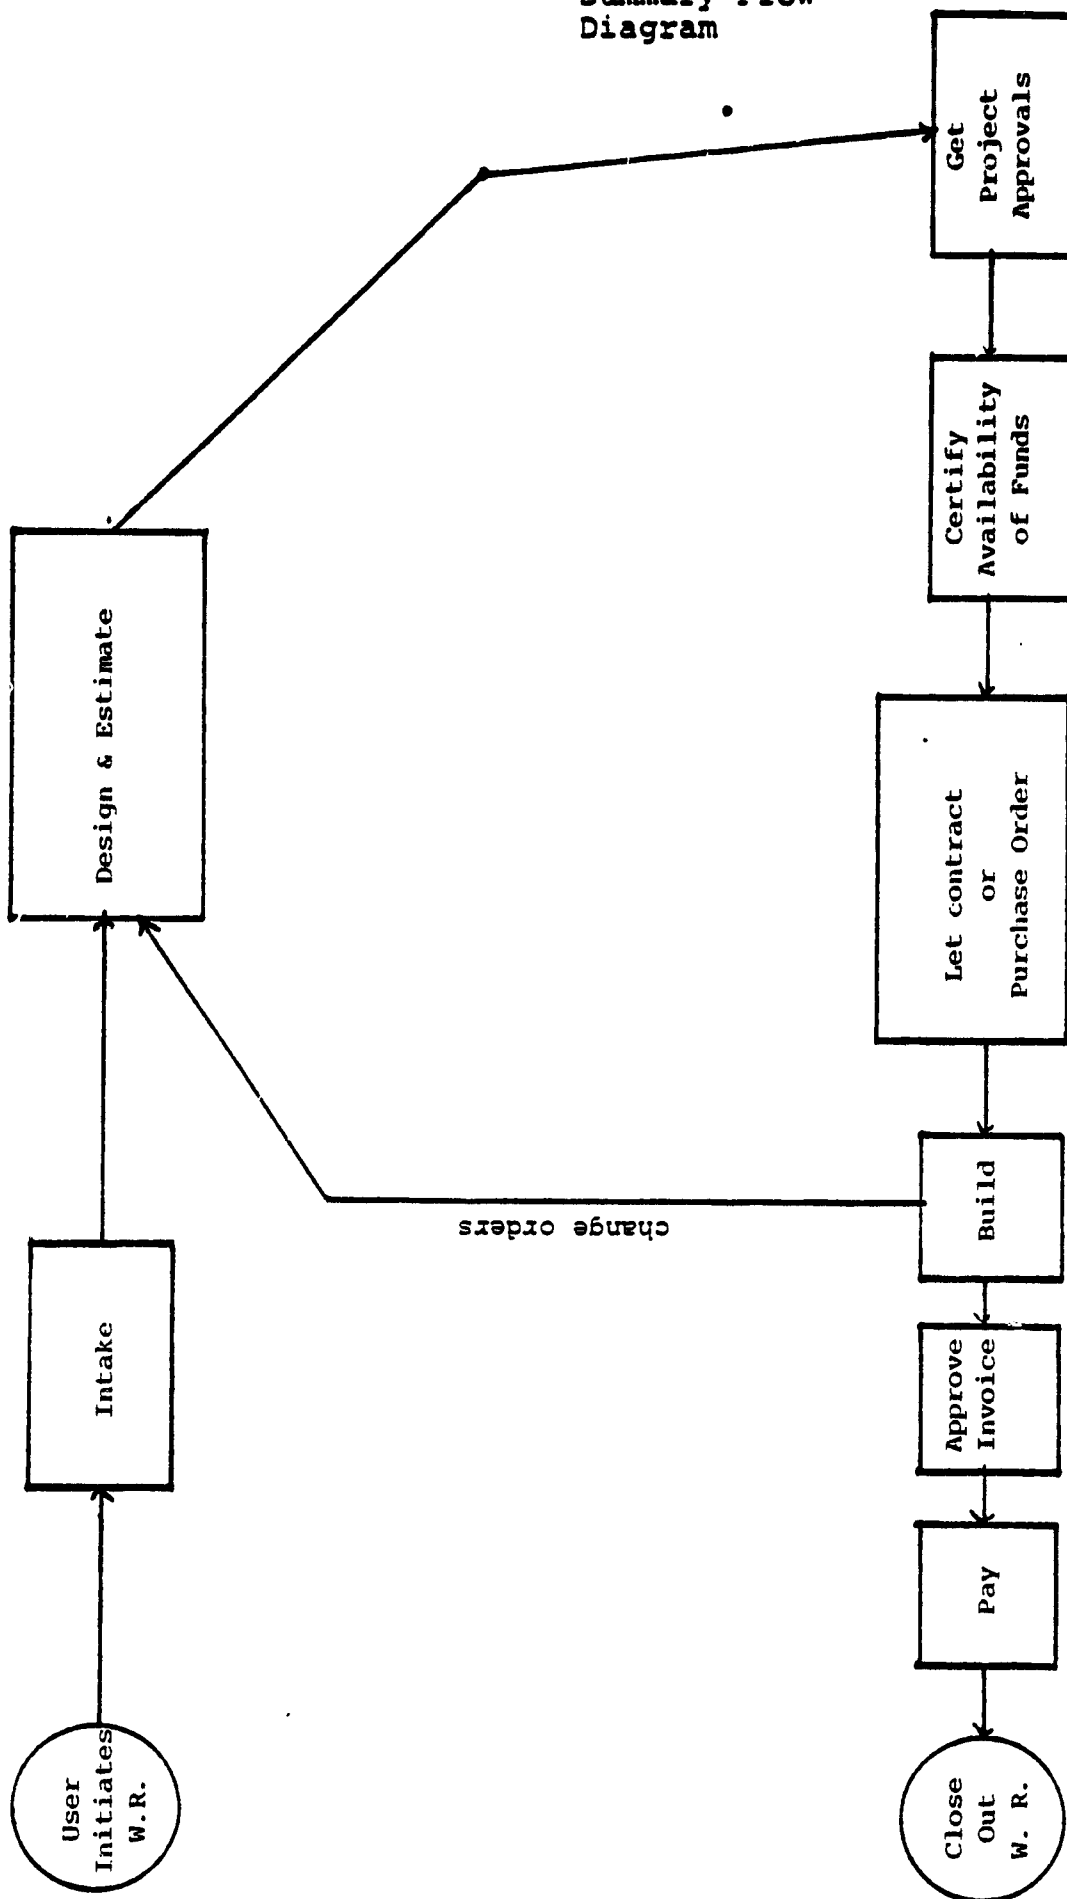 Summary Flow
Diagram
User
Initiates
W.R.
Intake
Design & Estimate
Get
Project
Approvals
Certify
Availability
of Funds
Let contract
or
Purchase Order
Build
change orders
Approve
Invoice
Pay
Close
Out
W. R.